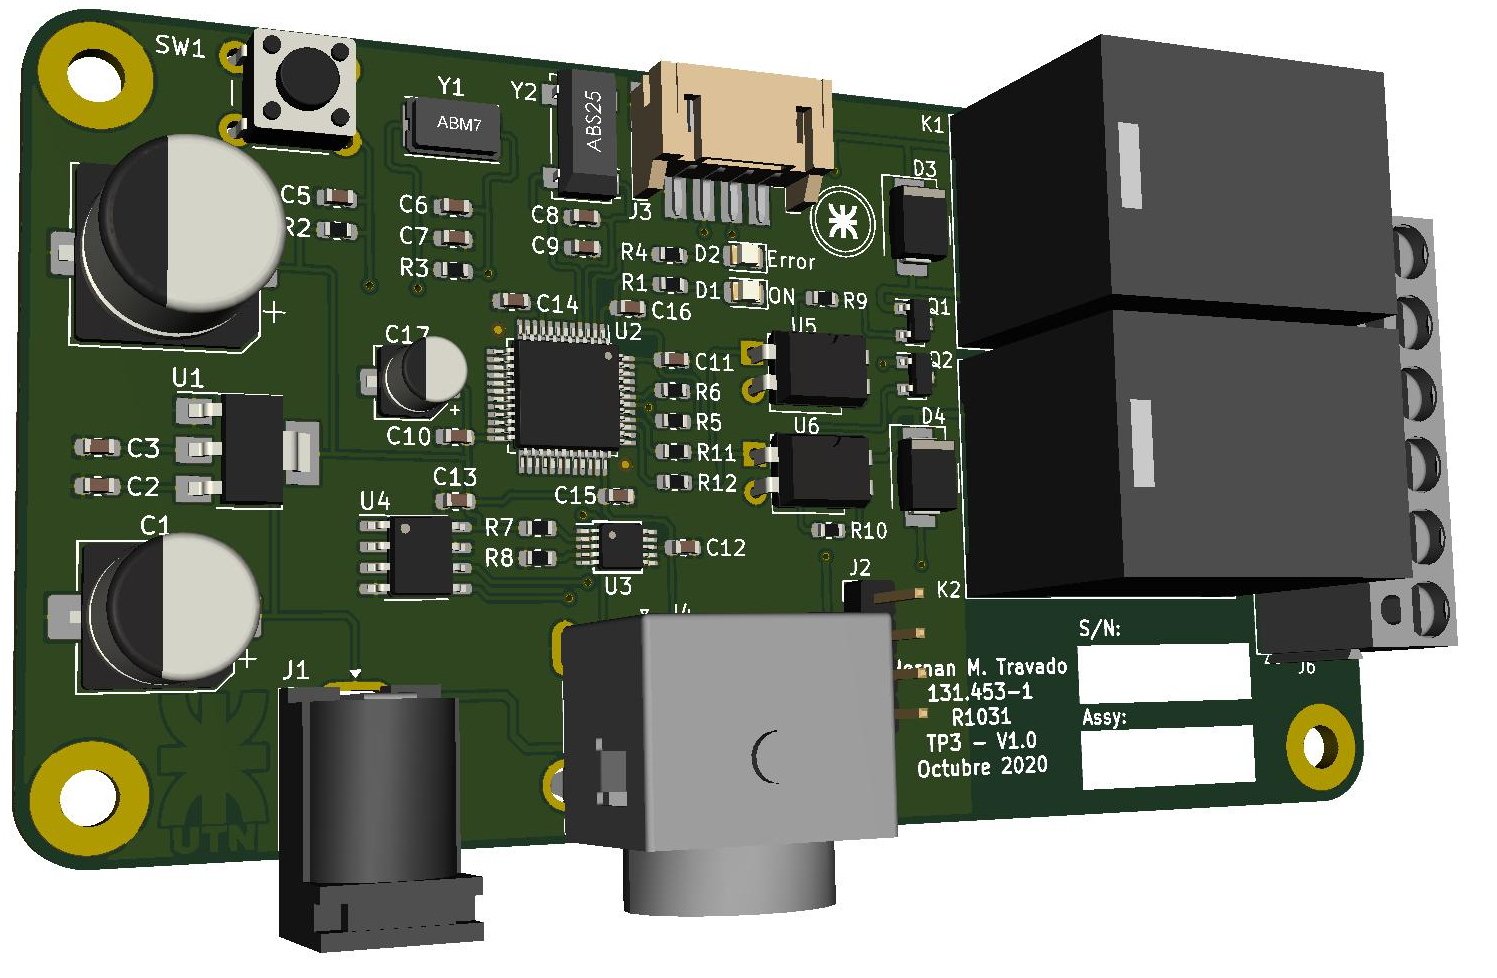 SW1
Y1
ABM7
Y2
ABS25
K1
D3
C5
R2
C6
C7
R3
C8
C9
J3
R4
D2
Error
R1
D1
ON
R9
C14
C16
U2
U5
Q1
Q2
C17
+
+
U1
C11
R6
R5
R11
R12
U6
D4
C10
C3
C2
C13
C15
U4
R7
R8
C12
U3
R10
C1
+
J1
J4
J2
K2
S/N:
M. Travado
131.453-1
R1031
TP3 - V1.0
Octubre 2020
Assy:
J6
UTN